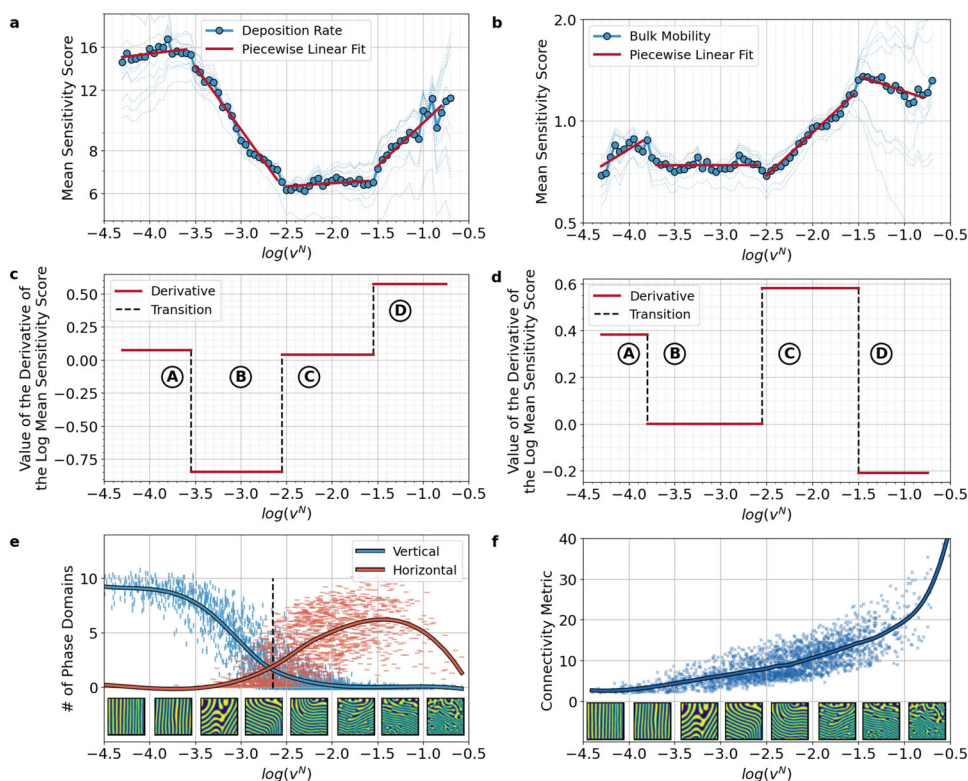 a
16
12
8
6
Mean Sensitivity Score
Deposition Rate
Piecewise Linear Fit
−4.5 −4.0 −3.5 −3.0 −2.5 −2.0 −1.5 −1.0 −0.5
log(v^N)
b
2.0
1.0
0.5
Mean Sensitivity Score
Bulk Mobility
Piecewise Linear Fit
−4.5 −4.0 −3.5 −3.0 −2.5 −2.0 −1.5 −1.0 −0.5
log(v^N)
c
0.50
0.25
0.00
−0.25
−0.50
−0.75
Value of the Derivative of
the Log Mean Sensitivity Score
Derivative
Transition
A
B
C
D
−4.5 −4.0 −3.5 −3.0 −2.5 −2.0 −1.5 −1.0 −0.5
log(v^N)
d
0.6
0.4
0.2
0.0
−0.2
Value of the Derivative of
the Log Mean Sensitivity Score
Derivative
Transition
A
B
C
D
−4.5 −4.0 −3.5 −3.0 −2.5 −2.0 −1.5 −1.0 −0.5
log(v^N)
e
10
5
0
# of Phase Domains
Vertical
Horizontal
−4.5 −4.0 −3.5 −3.0 −2.5 −2.0 −1.5 −1.0 −0.5
log(v^N)
f
40
30
20
10
0
Connectivity Metric
−4.5 −4.0 −3.5 −3.0 −2.5 −2.0 −1.5 −1.0 −0.5
log(v^N)